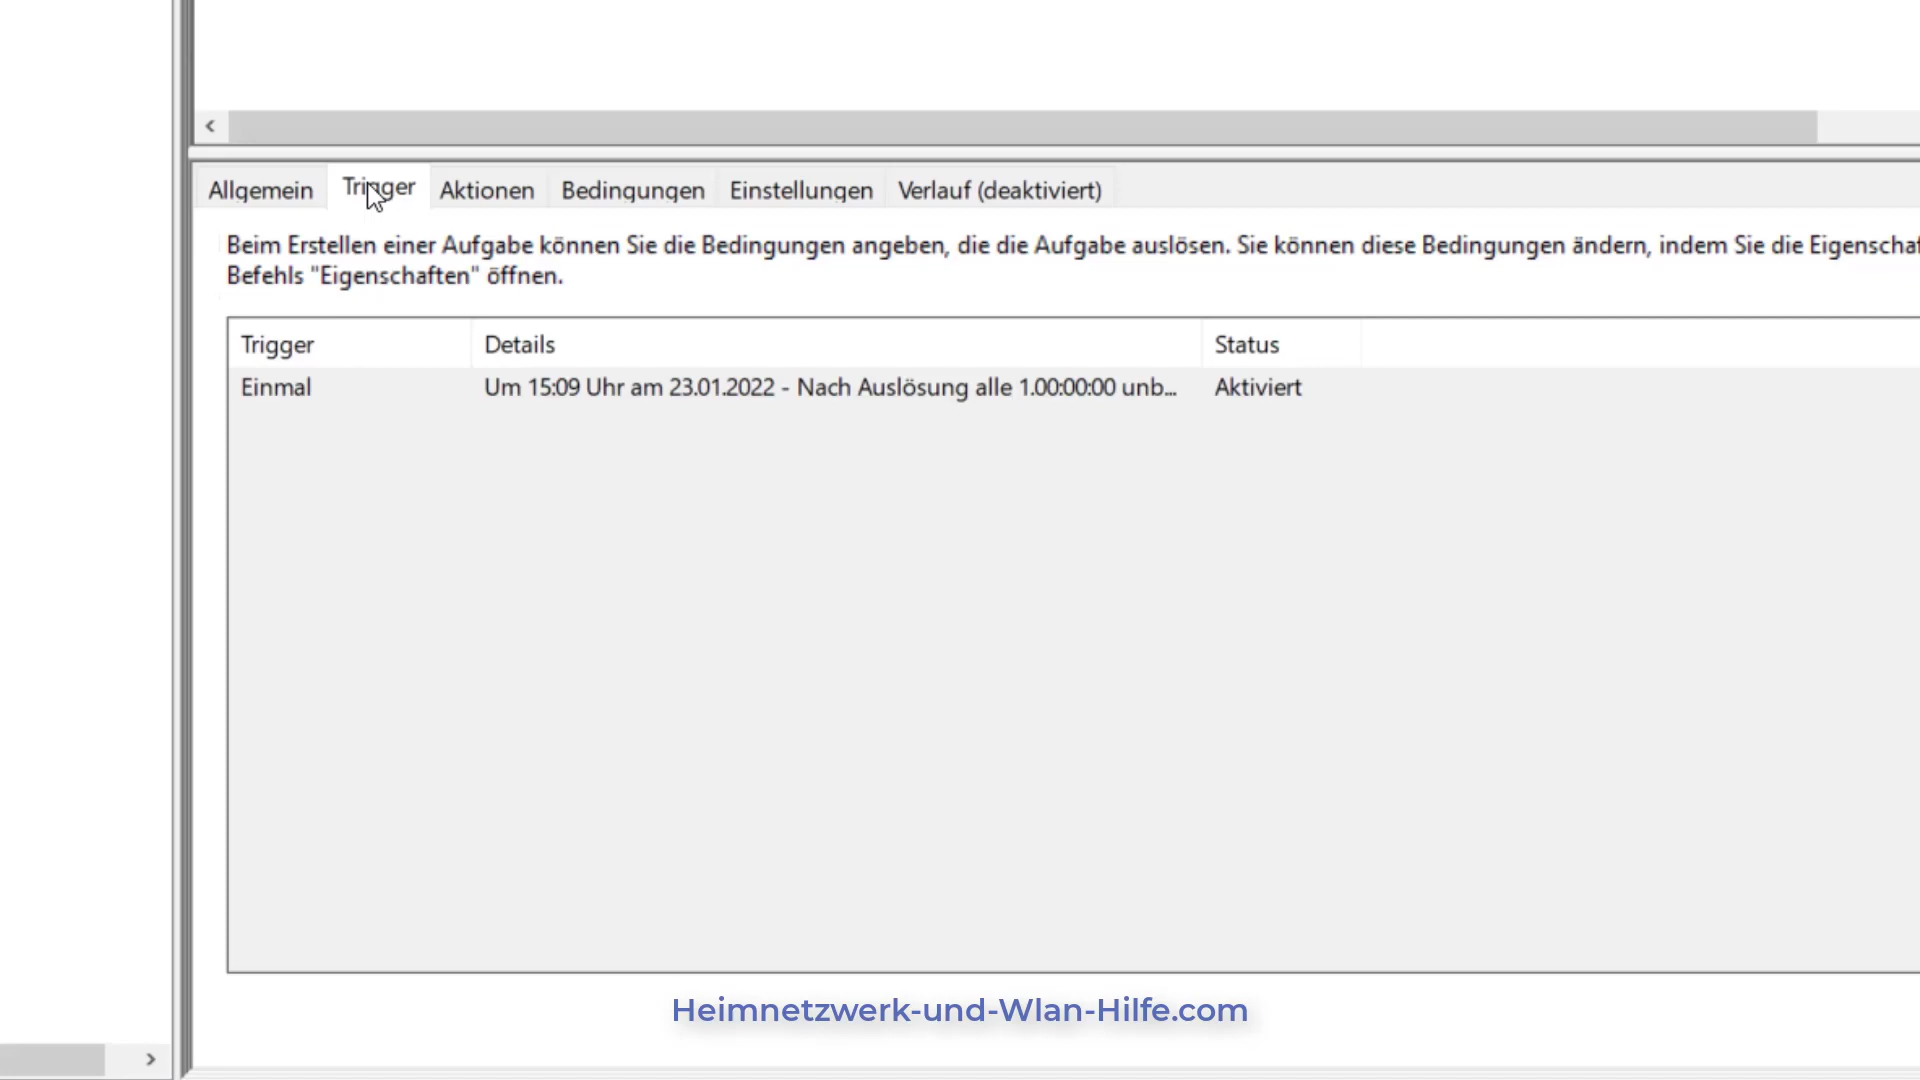 Allgemein Trigger Aktionen Bedingungen Einstellungen Verlauf (deaktiviert)
Beim Erstellen einer Aufgabe können Sie die Bedingungen angeben, die die Aufgabe auslösen. Sie können diese Bedingungen ändern, indem Sie die Eigenschaf
Befehls "Eigenschaften" öffnen.
Trigger Details Status
Einmal Um 15:09 Uhr am 23.01.2022 - Nach Auslösung alle 1.00:00:00 unb... Aktiviert
Heimnetzwerk-und-Wlan-Hilfe.com